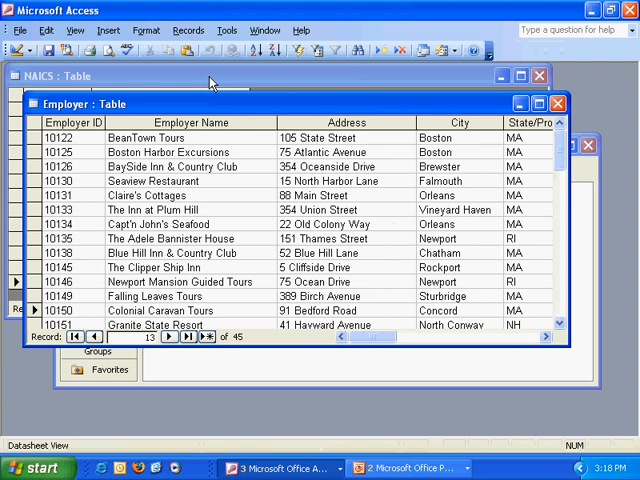 Microsoft Access
File Edit View Insert Format Records Tools Window Help Type a question for help
NAICS : Table
Employer : Table
Employer ID Employer Name Address City State/Pro
10122 BeanTown Tours 105 State Street Boston MA
10125 Boston Harbor Excursions 75 Atlantic Avenue Boston MA
10126 BaySide Inn & Country Club 354 Oceanside Drive Brewster MA
10130 Seaview Restaurant 15 North Harbor Lane Falmouth MA
10131 Claire's Cottages 88 Main Street Orleans MA
10133 The Inn at Plum Hill 354 Union Street Vineyard Haven MA
10134 Capt'n John's Seafood 22 Old Colony Way Orleans MA
10135 The Adele Bannister House 151 Thames Street Newport RI
10138 Blue Hill Inn & Country Club 52 Blue Hill Lane Chatham MA
10145 The Clipper Ship Inn 5 Cliffside Drive Rockport MA
10146 Newport Mansion Guided Tours 75 Ocean Drive Newport RI
10149 Falling Leaves Tours 389 Birch Avenue Sturbridge MA
10150 Colonial Caravan Tours 91 Bedford Road Concord MA
10151 Granite State Resort 41 Hayward Avenue North Conway NH
Record: 13 of 45
Groups
Favorites
Datasheet View NUM
start 3 Microsoft Office A... 2 Microsoft Office P... 3:18 PM